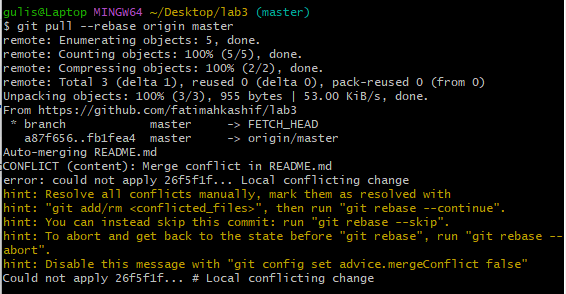 gulis@Laptop MINGW64 ~/Desktop/lab3 (master)
$ git pull --rebase origin master
remote: Enumerating objects: 5, done.
remote: Counting objects: 100% (5/5), done.
remote: Compressing objects: 100% (2/2), done.
remote: Total 3 (delta 1), reused 0 (delta 0), pack-reused 0 (from 0)
Unpacking objects: 100% (3/3), 955 bytes | 53.00 KiB/s, done.
From https://github.com/fatimahkashif/lab3
 * branch            master     -> FETCH_HEAD
   a87f656..fb1fea4  master     -> origin/master
Auto-merging README.md
CONFLICT (content): Merge conflict in README.md
error: could not apply 26f5f1f... Local conflicting change
hint: Resolve all conflicts manually, mark them as resolved with
hint: "git add/rm <conflicted_files>", then run "git rebase --continue".
hint: You can instead skip this commit: run "git rebase --skip".
hint: To abort and get back to the state before "git rebase", run "git rebase --
abort".
hint: Disable this message with "git config set advice.mergeConflict false"
Could not apply 26f5f1f... # Local conflicting change